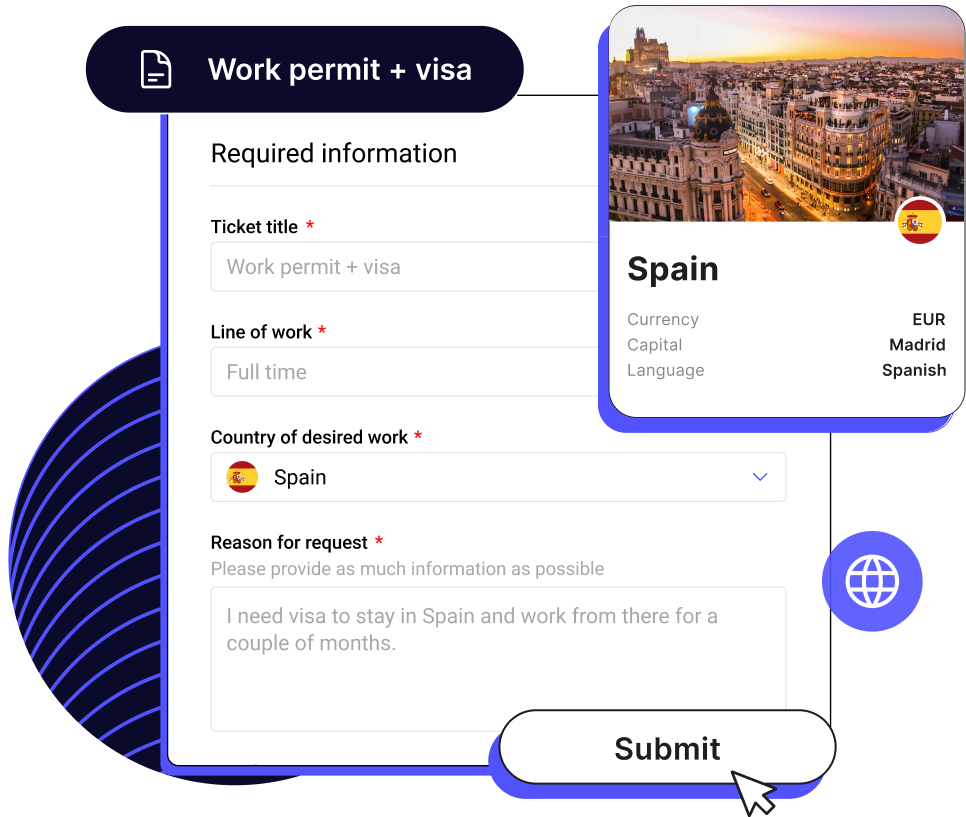 Work permit + visa
Required information
Ticket title *
Work permit + visa
Line of work *
Full time
Country of desired work *
Spain
Reason for request *
Please provide as much information as possible
I need visa to stay in Spain and work from there for a
couple of months.
Submit
Spain
Currency EUR
Capital Madrid
Language Spanish